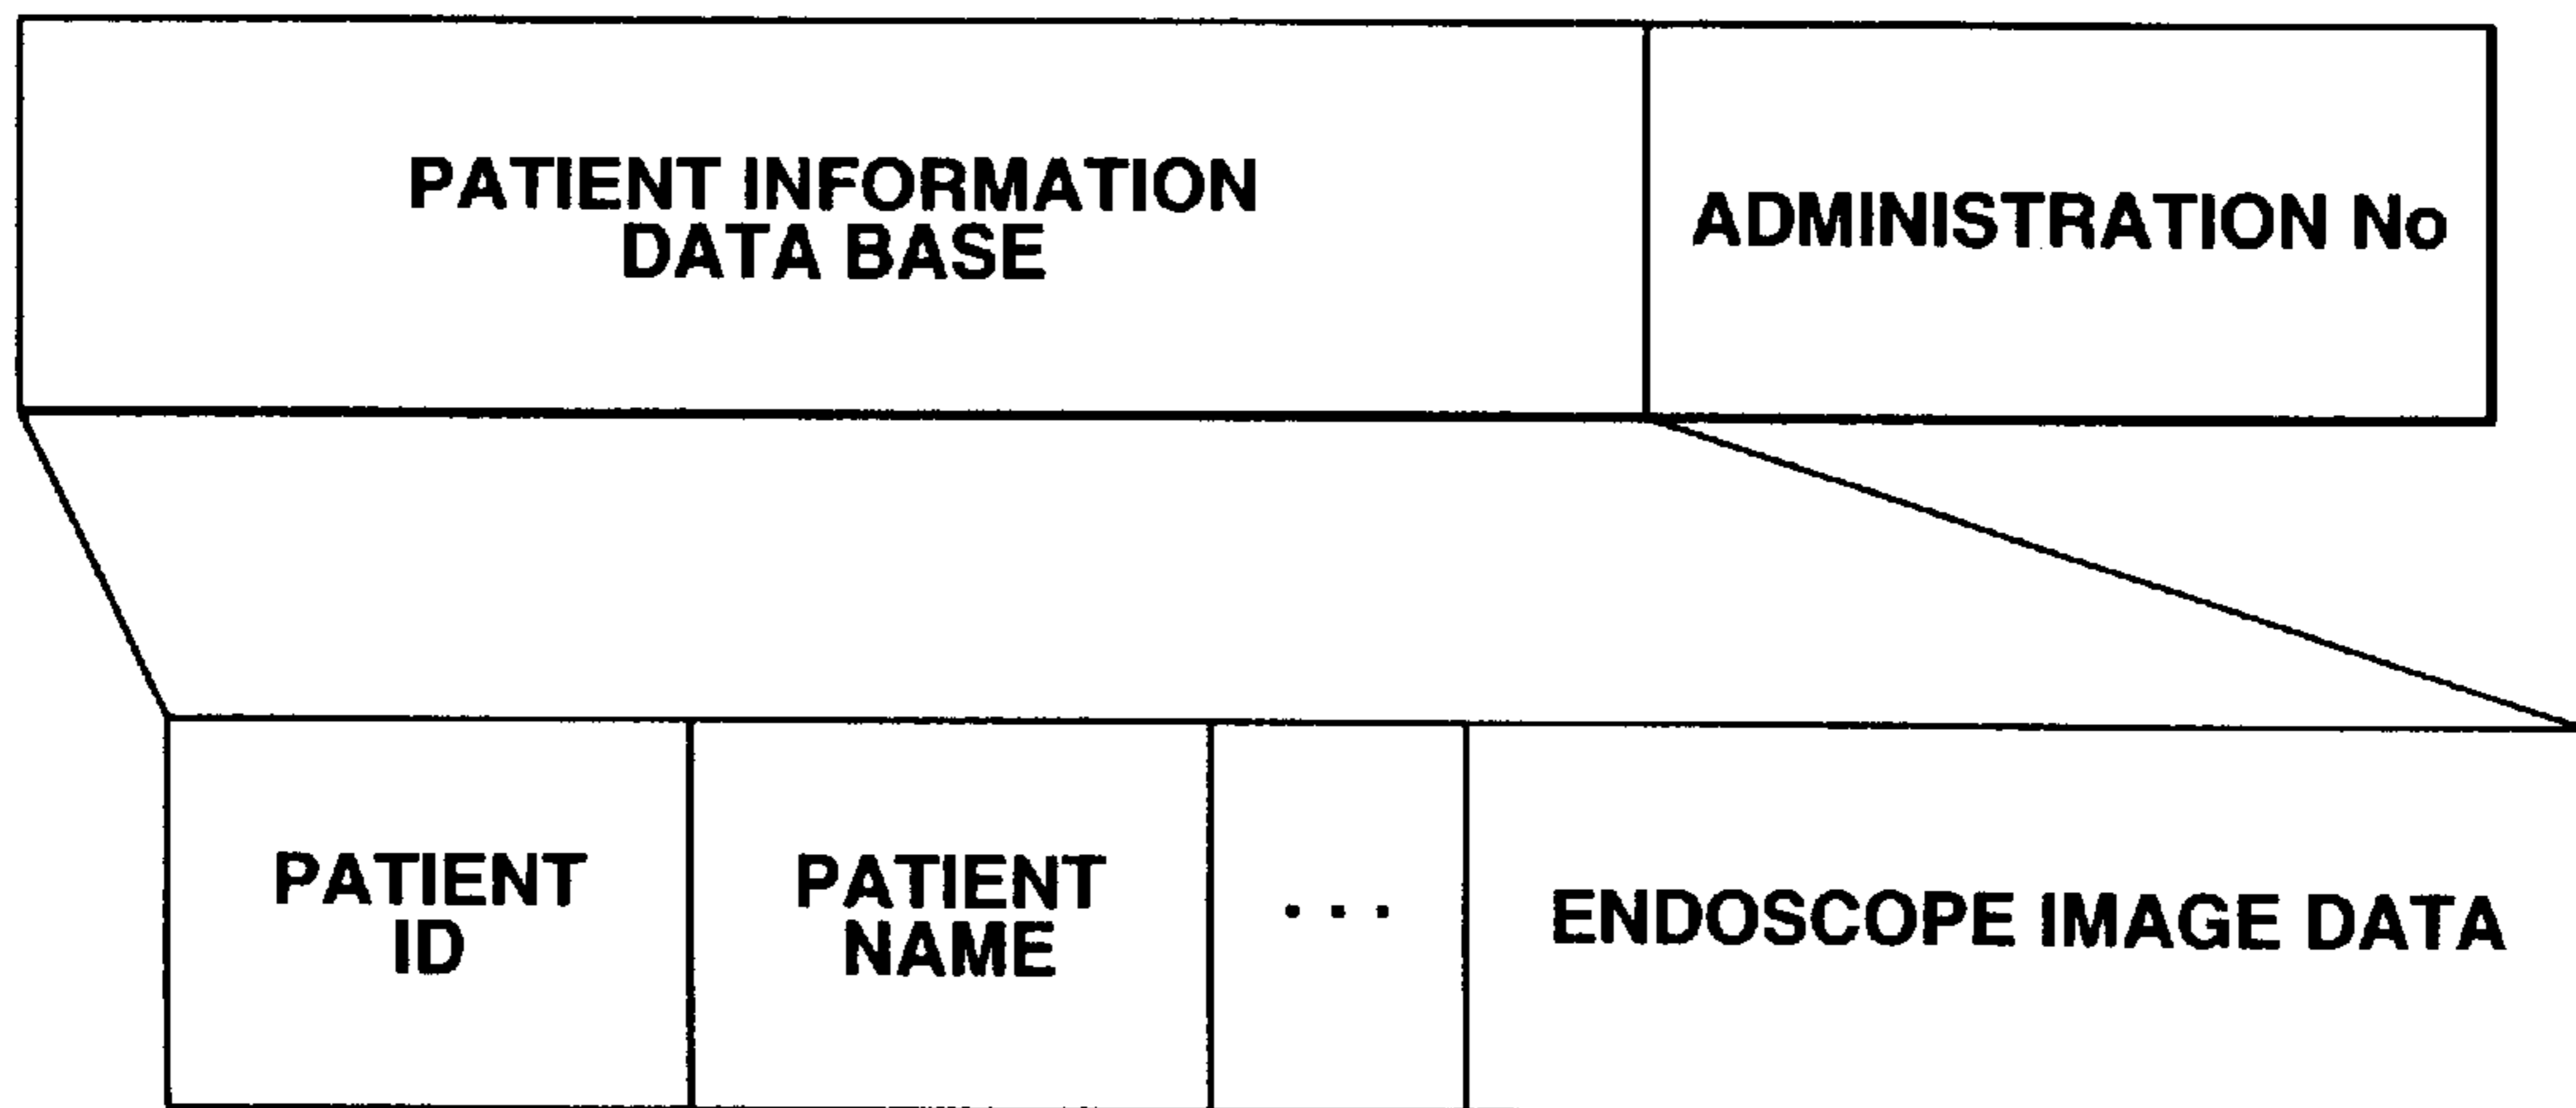 PATIENT INFORMATION
DATA BASE
ADMINISTRATION No
PATIENT
ID
PATIENT
NAME
...
ENDOSCOPE IMAGE DATA